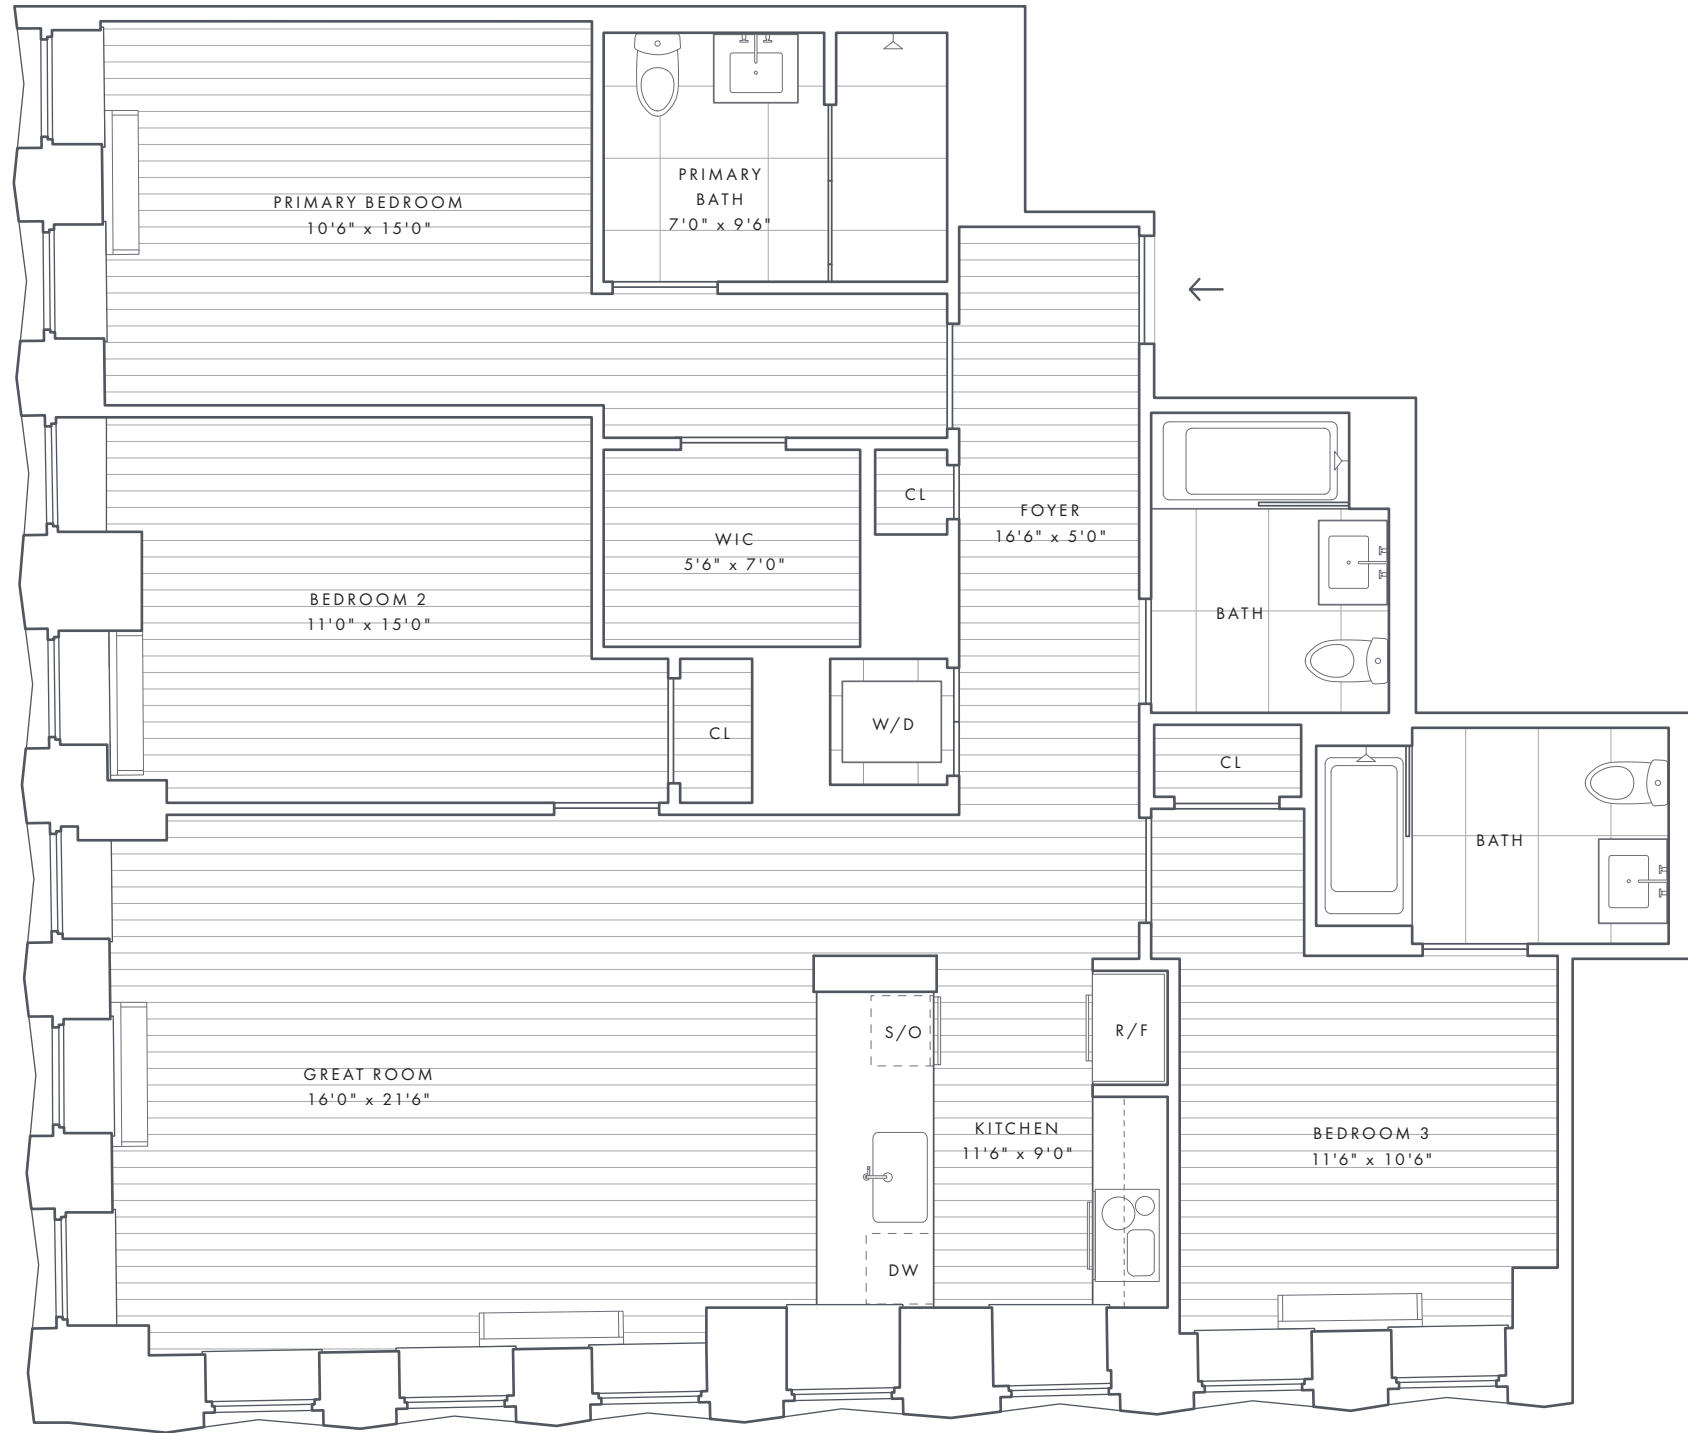 PRIMARY BEDROOM
10'6" x 15'0"
PRIMARY
BATH
7'0" x 9'6"
CL
FOYER
16'6" x 5'0"
WIC
5'6" x 7'0"
BEDROOM 2
11'0" x 15'0"
BATH
CL
W/D
CL
BATH
GREAT ROOM
16'0" x 21'6"
S/O
R/F
KITCHEN
11'6" x 9'0"
DW
BEDROOM 3
11'6" x 10'6"